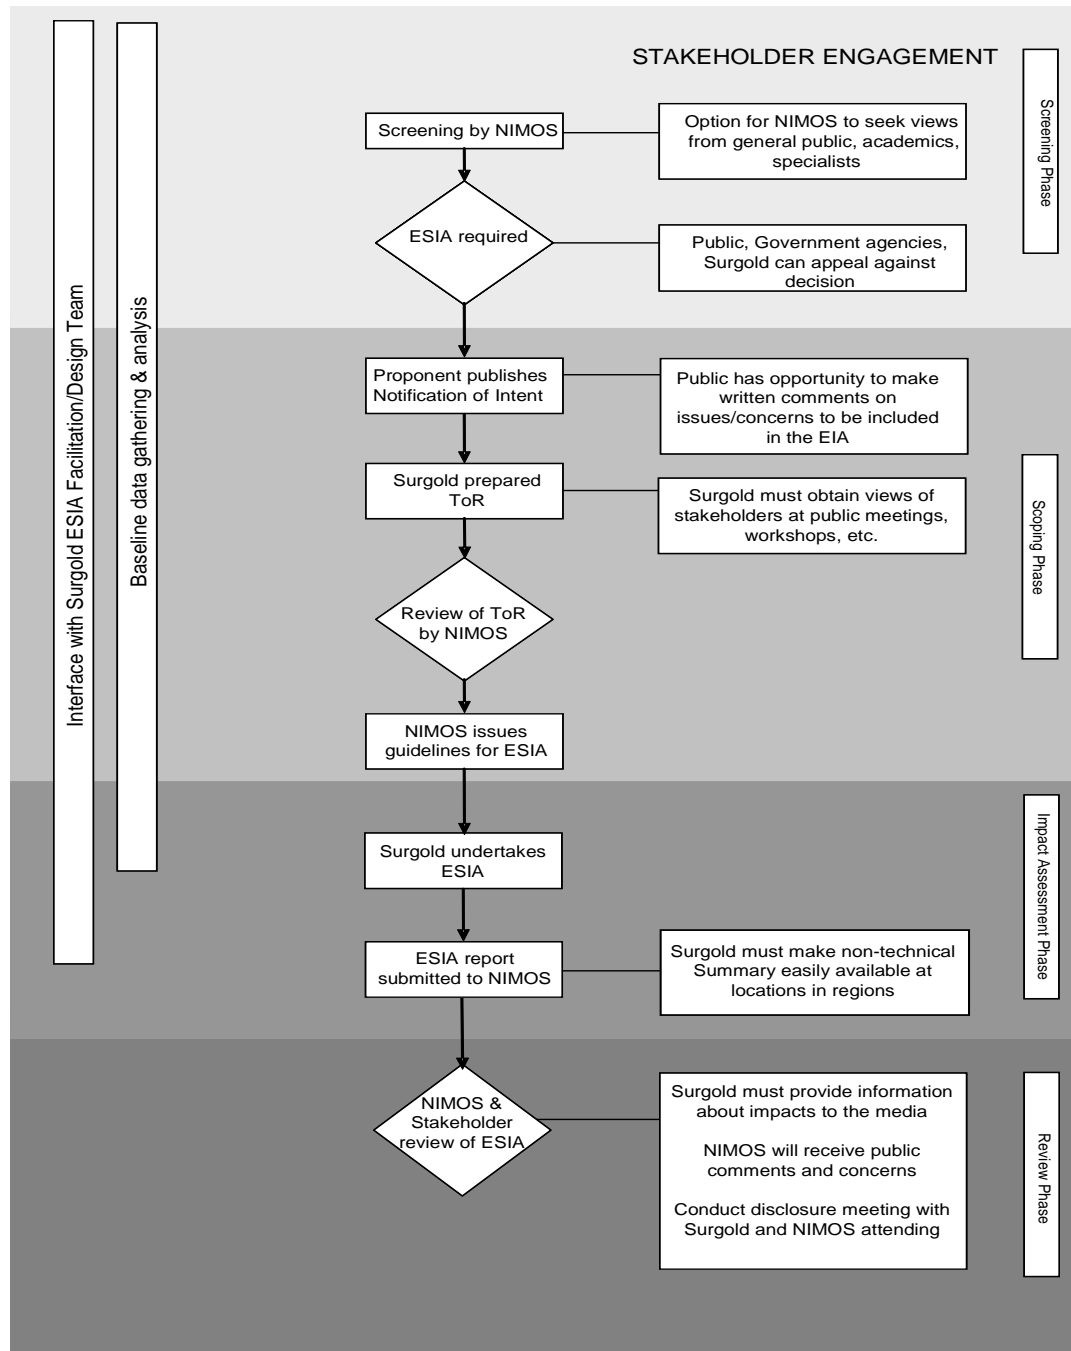 STAKEHOLDER ENGAGEMENT
Screening Phase
Interface with Surgold ESIA Facilitation/Design Team
Baseline data gathering & analysis
Screening by NIMOS
Option for NIMOS to seek views
from general public, academics,
specialists
ESIA required
Public, Government agencies,
Surgold can appeal against
decision
Proponent publishes
Notification of Intent
Public has opportunity to make
written comments on
issues/concerns to be included
in the EIA
Scoping Phase
Surgold prepared
ToR
Surgold must obtain views of
stakeholders at public meetings,
workshops, etc.
Review of ToR
by NIMOS
NIMOS issues
guidelines for ESIA
Impact Assessment Phase
Surgold undertakes
ESIA
ESIA report
submitted to NIMOS
Surgold must make non-technical
Summary easily available at
locations in regions
NIMOS &
Stakeholder
review of ESIA
Surgold must provide information
about impacts to the media
NIMOS will receive public
comments and concerns
Conduct disclosure meeting with
Surgold and NIMOS attending
Review Phase